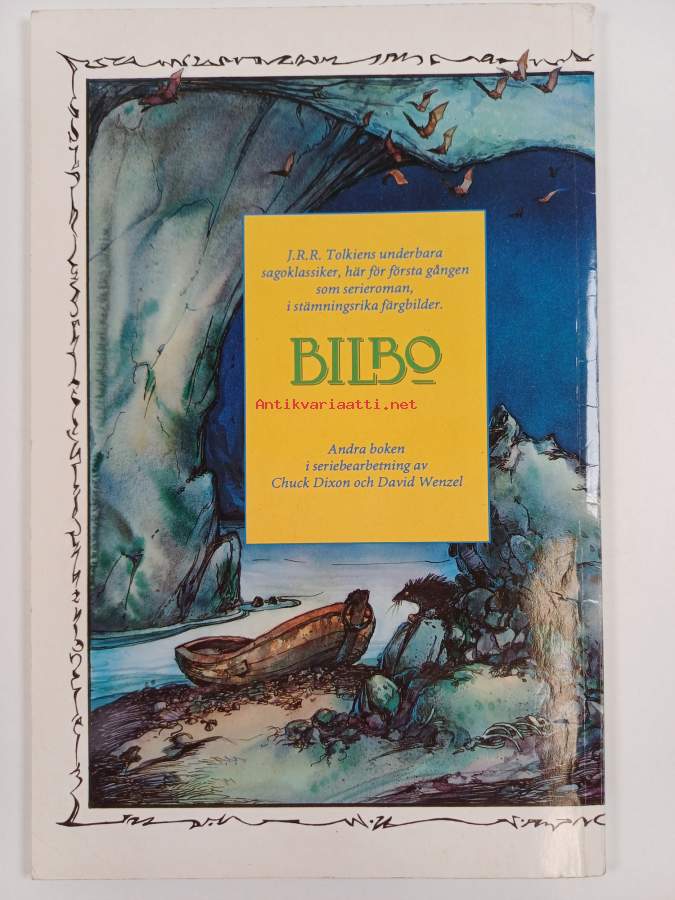 J.R.R. Tolkiens underbara
sagoklassiker, här för första gången
som serieroman,
i stämningsrika färgbilder.
BILBO
Antikvariaatti.net
Andra boken
i seriebearbetning av
Chuck Dixon och David Wenzel